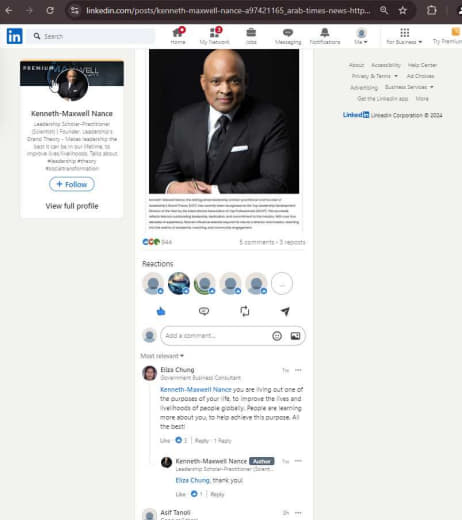 linkedin.com/posts/kenneth-maxwell-nance-a97421165_arab-times-news-http...
in
Search
Home
My Network
Jobs
Messaging
Notifications
Me
For Business
Try Premium
PREMIUM
Kenneth-Maxwell Nance
Leadership Scholar-Practitioner
(Scientist) | Founder, Leadership's
Grand Theory - Makes leadership the
best it can be in our lifetime, to
improve lives/livelihoods. Talks about
#leadership #theory
#socialtransformation
+ Follow
View full profile
About Accessibility Help Center
Privacy & Terms Ad Choices
Advertising Business Services
Get the LinkedIn app More
LinkedIn LinkedIn Corporation © 2024
944
5 comments · 3 reposts
Reactions
...
Add a comment...
Most relevant
Eliza Chung
1w
Government Business Consultant
Kenneth-Maxwell Nance you are living out one of
the purposes of your life, to improve the lives and
livelihoods of people globally. People are learning
more about you, to help achieve this purpose. All
the best!
Like · 3 | Reply · 1 Reply
Kenneth-Maxwell Nance Author
1w
Leadership Scholar-Practitioner (Scient...
Eliza Chung, thank you!
Like · 1 | Reply
Asif Tanoli